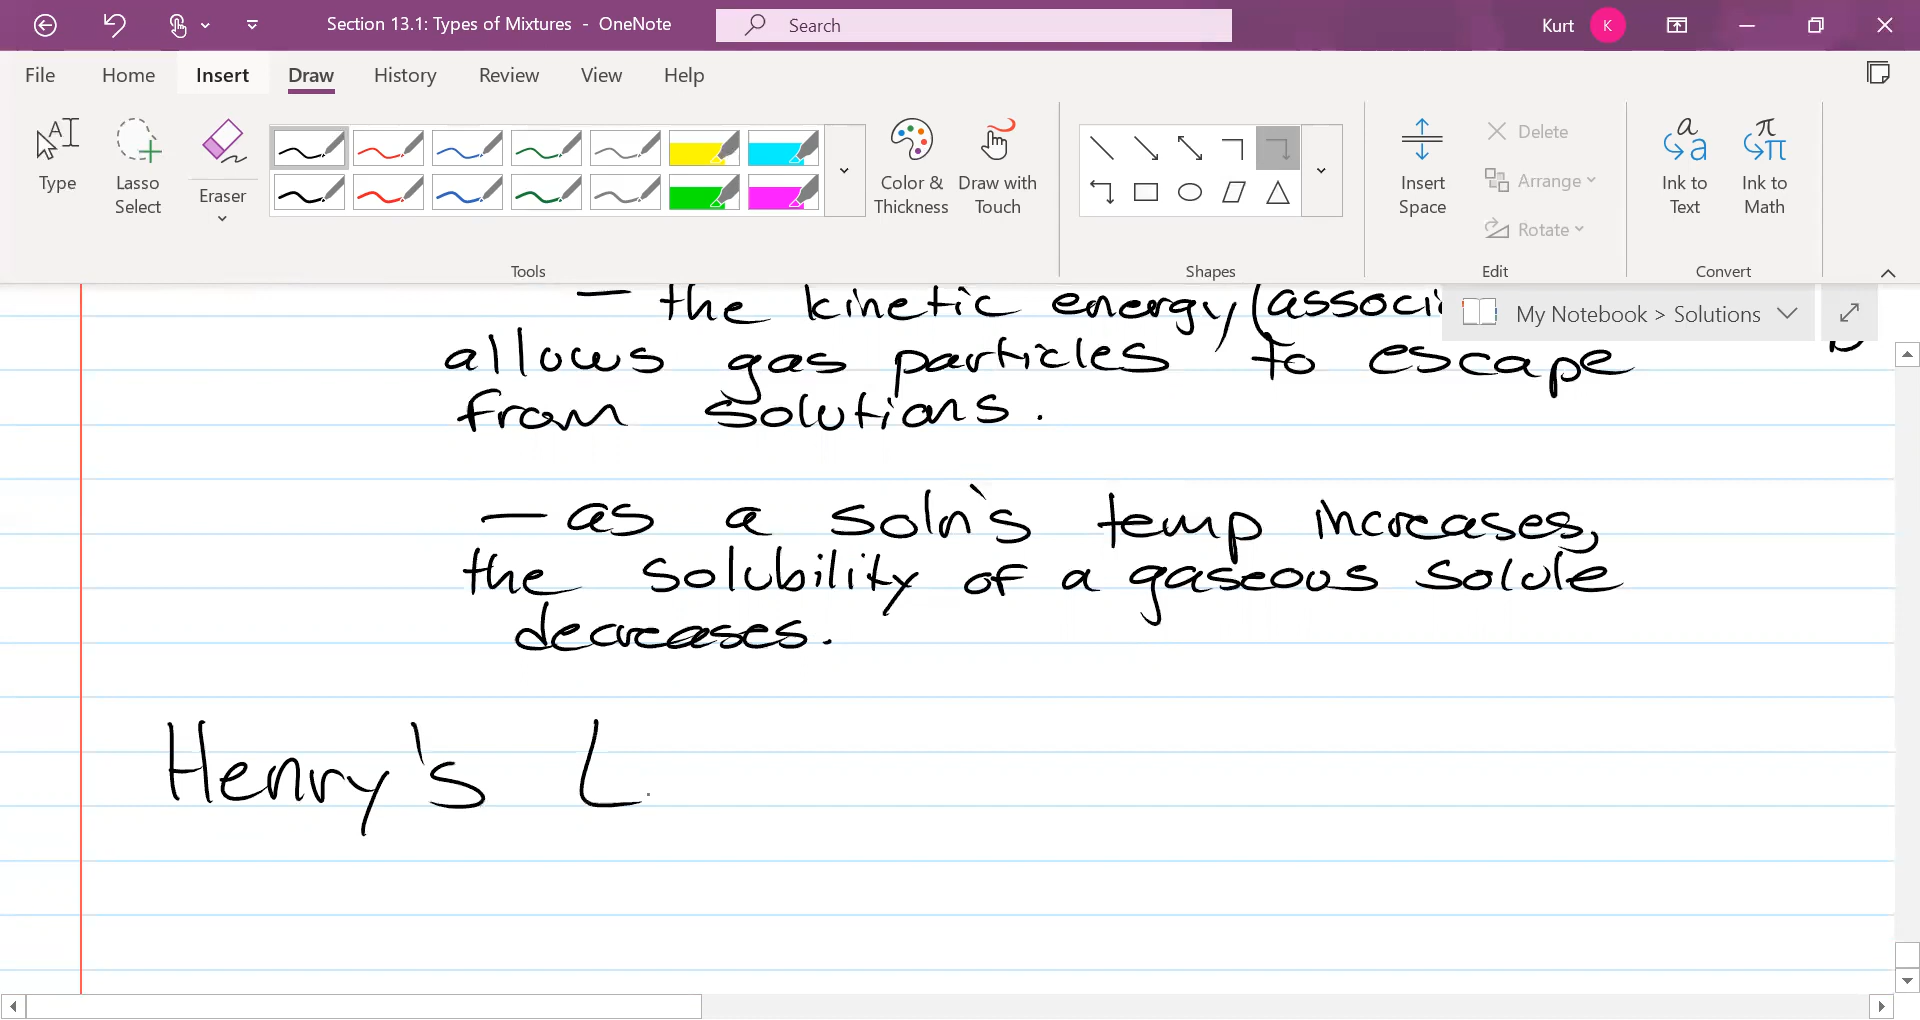 Section 13.1: Types of Mixtures - OneNote
Search
Kurt
K
File Home Insert Draw History Review View Help
Type
Lasso Select
Eraser
Color & Thickness
Draw with Touch
Insert Space
Delete
Arrange
Rotate
Ink to Text
Ink to Math
Tools
Shapes
Edit
Convert
My Notebook > Solutions
— the kinetic energy (associ
allows gas particles to escape
from solutions.
— as a soln's temp increases,
the solubility of a gaseous solute
decreases.
Henry's L